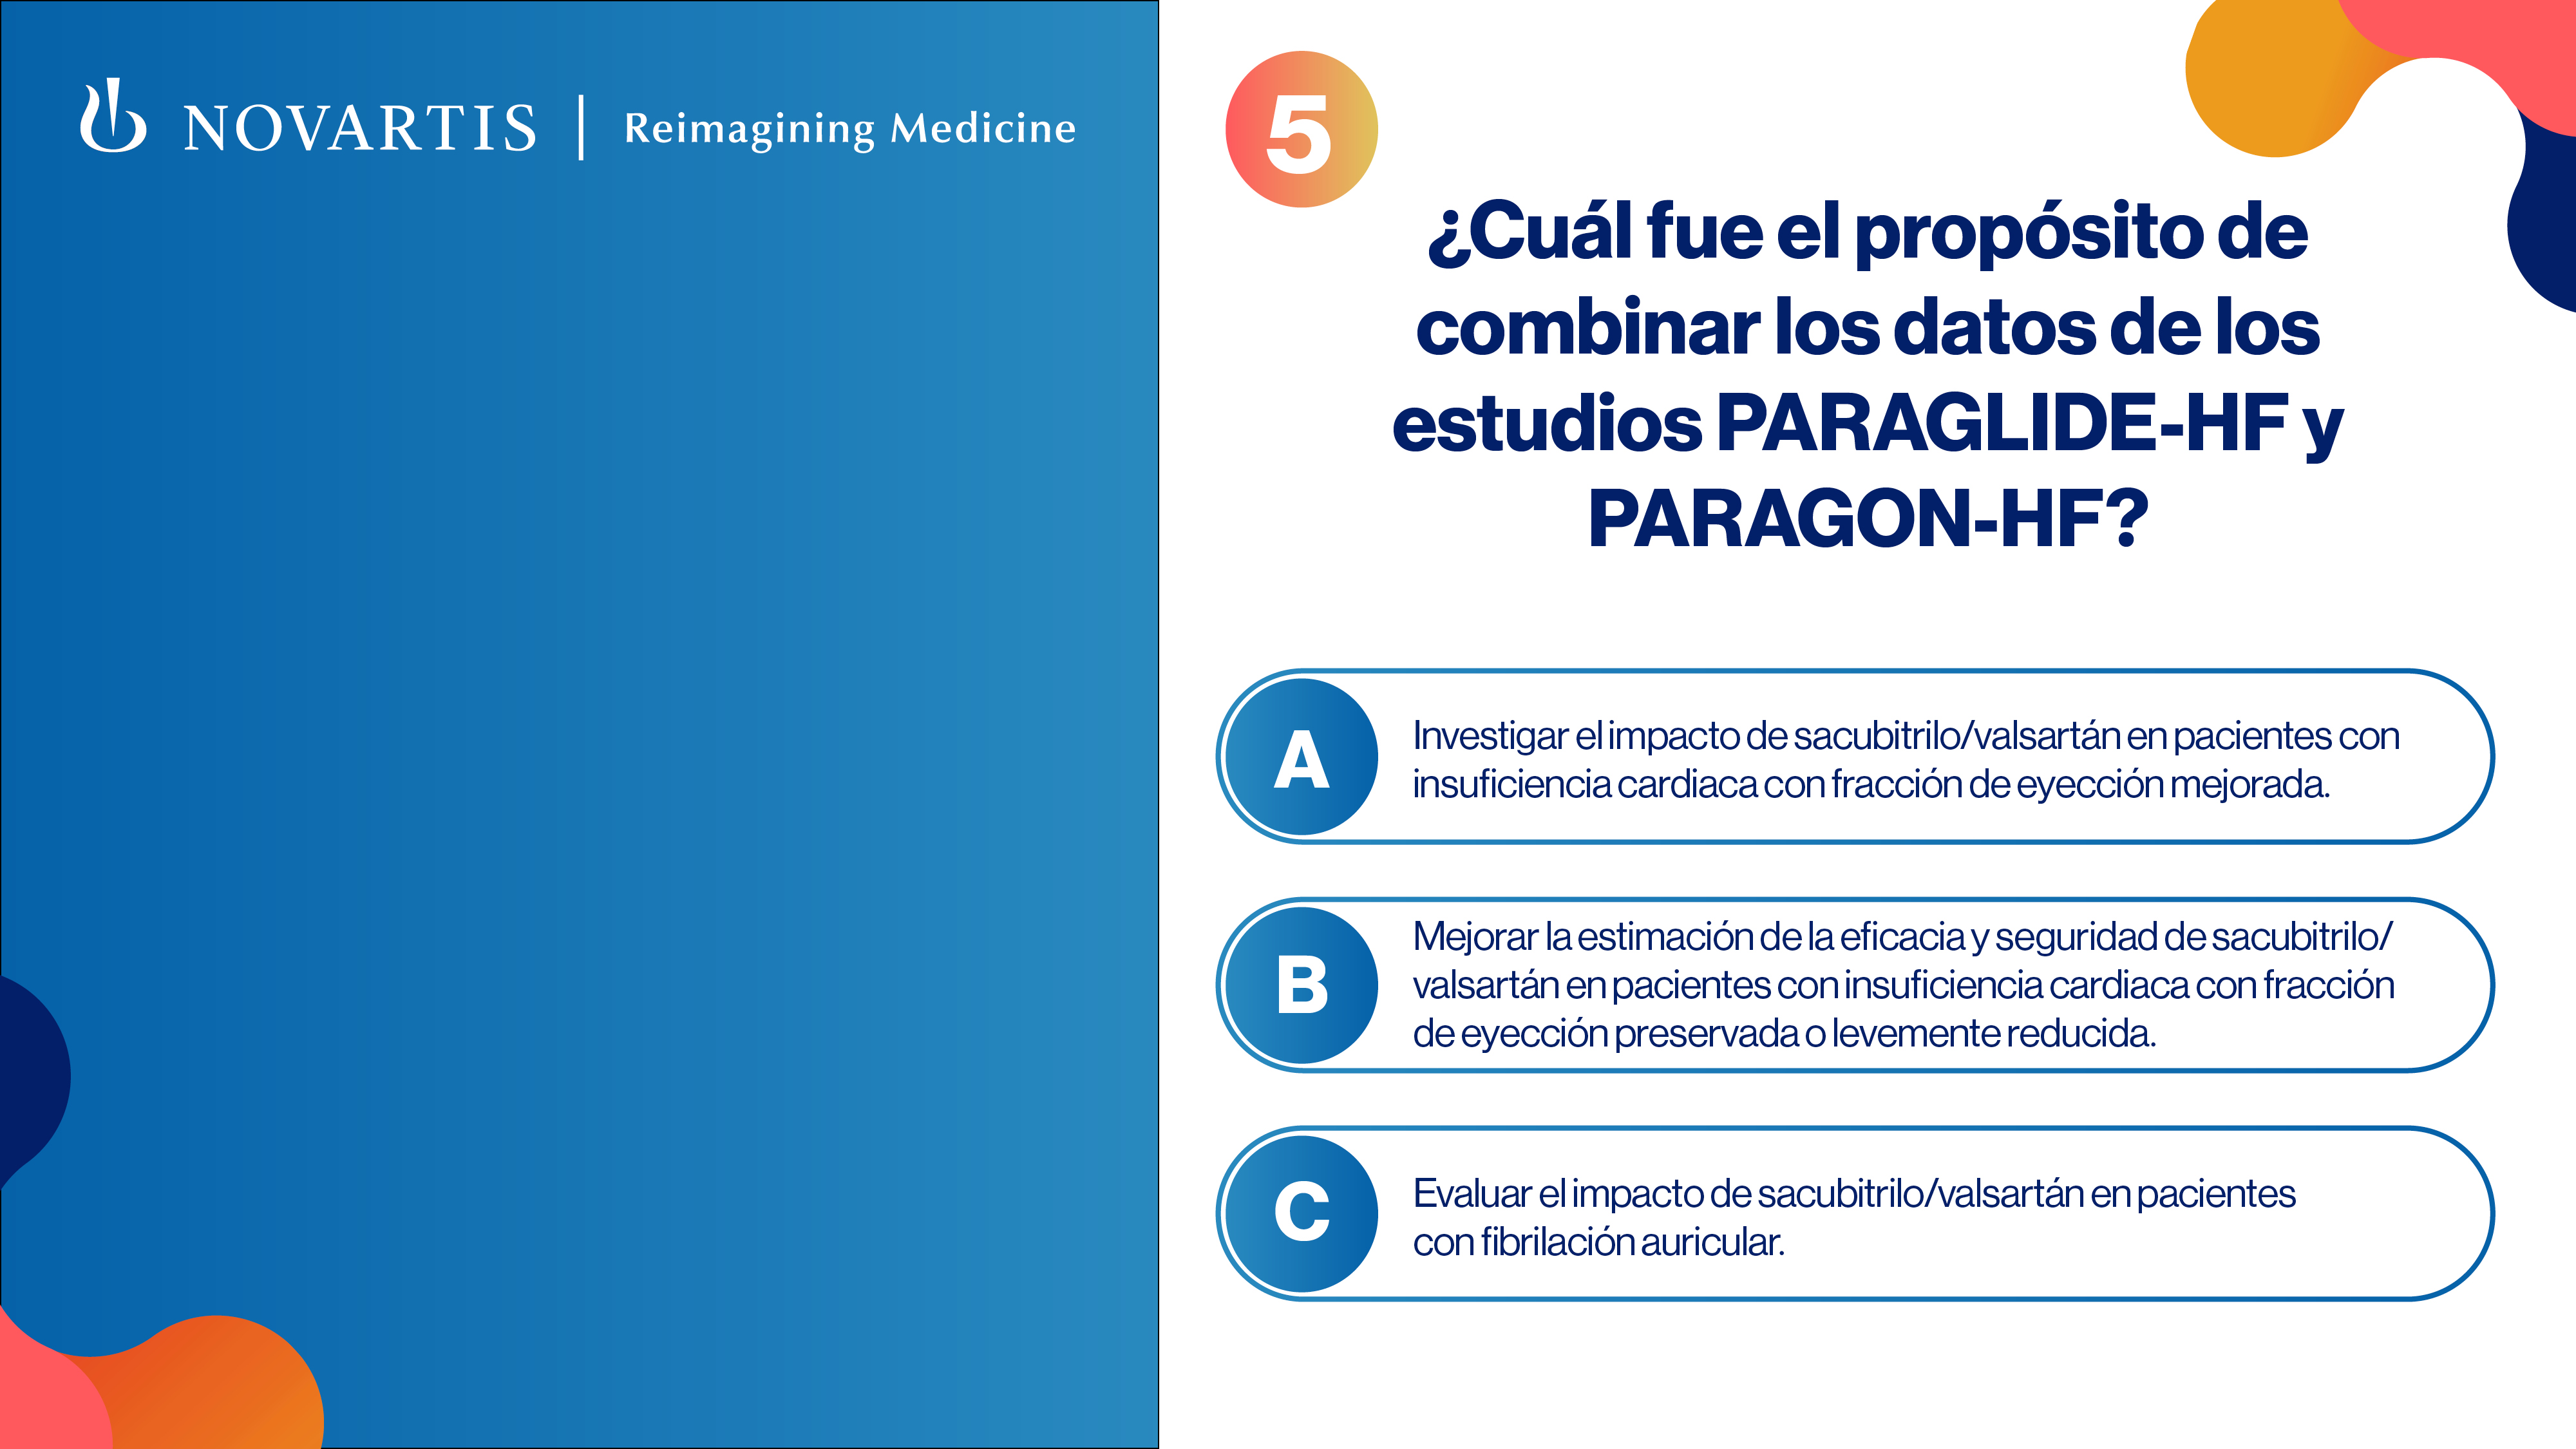 NOVARTIS | Reimagining Medicine
5
¿Cuál fue el propósito de
combinar los datos de los
estudios PARAGLIDE-HF y
PARAGON-HF?
A
Investigar el impacto de sacubitrilo/valsartán en pacientes con
insuficiencia cardiaca con fracción de eyección mejorada.
B
Mejorar la estimación de la eficacia y seguridad de sacubitrilo/
valsartán en pacientes con insuficiencia cardiaca con fracción
de eyección preservada o levemente reducida.
C
Evaluar el impacto de sacubitrilo/valsartán en pacientes
con fibrilación auricular.